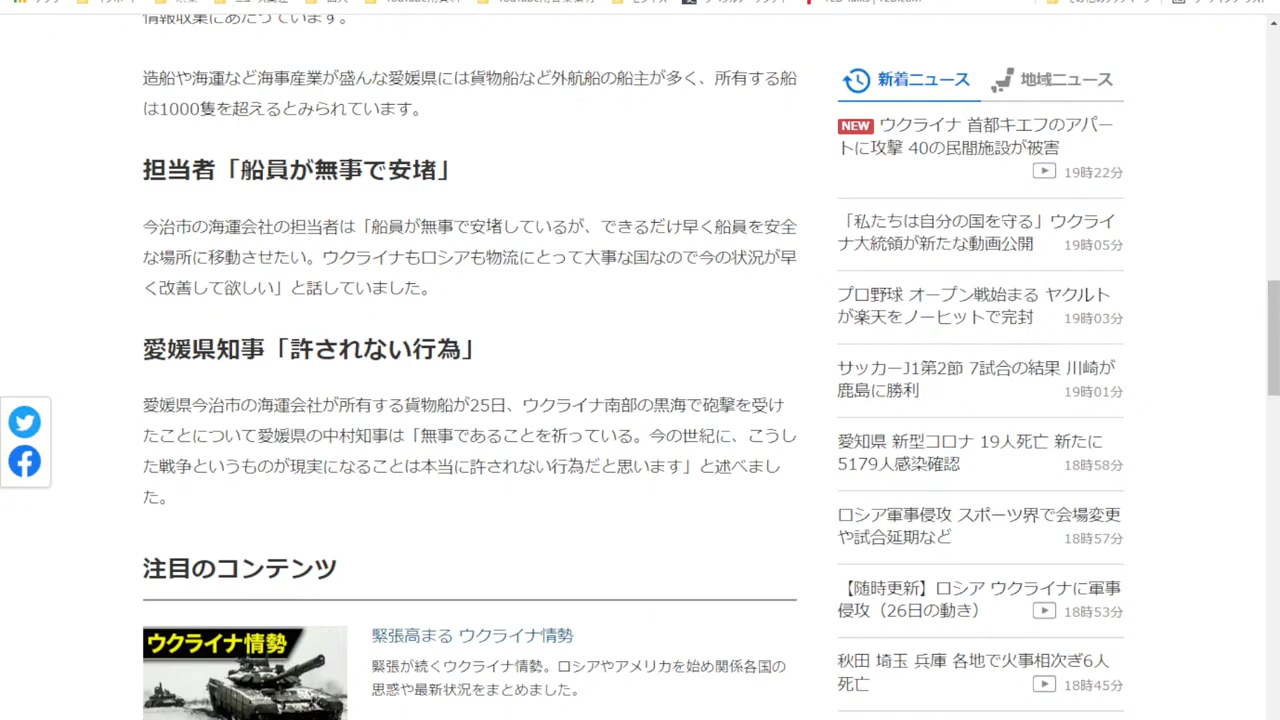 情報収集にあたっています。
造船や海運など海事産業が盛んな愛媛県には貨物船など外航船の船主が多く、所有する船
は1000隻を超えるとみられています。
担当者「船員が無事で安堵」
今治市の海運会社の担当者は「船員が無事で安堵しているが、できるだけ早く船員を安全
な場所に移動させたい。ウクライナもロシアも物流にとって大事な国なので今の状況が早
く改善して欲しい」と話していました。
愛媛県知事「許されない行為」
愛媛県今治市の海運会社が所有する貨物船が25日、ウクライナ南部の黒海で砲撃を受け
たことについて愛媛県の中村知事は「無事であることを祈っている。今の世紀に、こうし
た戦争というものが現実になることは本当に許されない行為だと思います」と述べまし
た。
注目のコンテンツ
ウクライナ情勢
緊張高まる ウクライナ情勢
緊張が続くウクライナ情勢。ロシアやアメリカを始め関係各国の
思惑や最新状況をまとめました。
新着ニュース 地域ニュース
NEW ウクライナ 首都キエフのアパー
トに攻撃 40の民間施設が被害
19時22分
「私たちは自分の国を守る」ウクライ
ナ大統領が新たな動画公開 19時05分
プロ野球 オープン戦始まる ヤクルト
が楽天をノーヒットで完封 19時03分
サッカーJ1第2節 7試合の結果 川崎が
鹿島に勝利 19時01分
愛知県 新型コロナ 19人死亡 新たに
5179人感染確認 18時58分
ロシア軍事侵攻 スポーツ界で会場変更
や試合延期など 18時57分
【随時更新】ロシア ウクライナに軍事
侵攻（26日の動き） 18時53分
秋田 埼玉 兵庫 各地で火事相次ぎ6人
死亡 18時45分